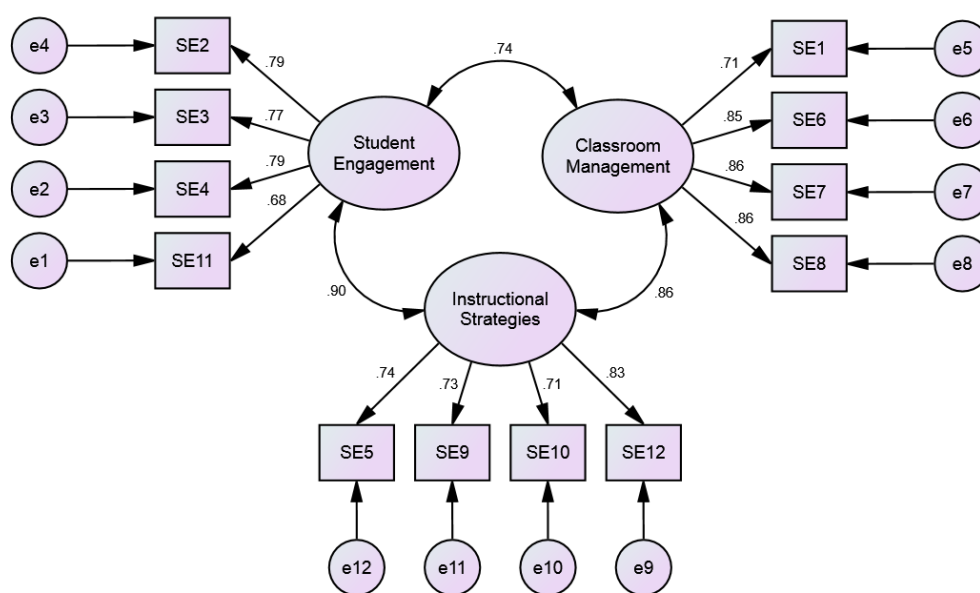 e4
SE2
.79
e3
SE3
.77
e2
SE4
.79
e1
SE11
.68
Student
Engagement
.74
Classroom
Management
.71
SE1
e5
.85
SE6
e6
.86
SE7
e7
.86
SE8
e8
.90
.86
Instructional
Strategies
.74
.73
.71
.83
SE5
SE9
SE10
SE12
e12
e11
e10
e9